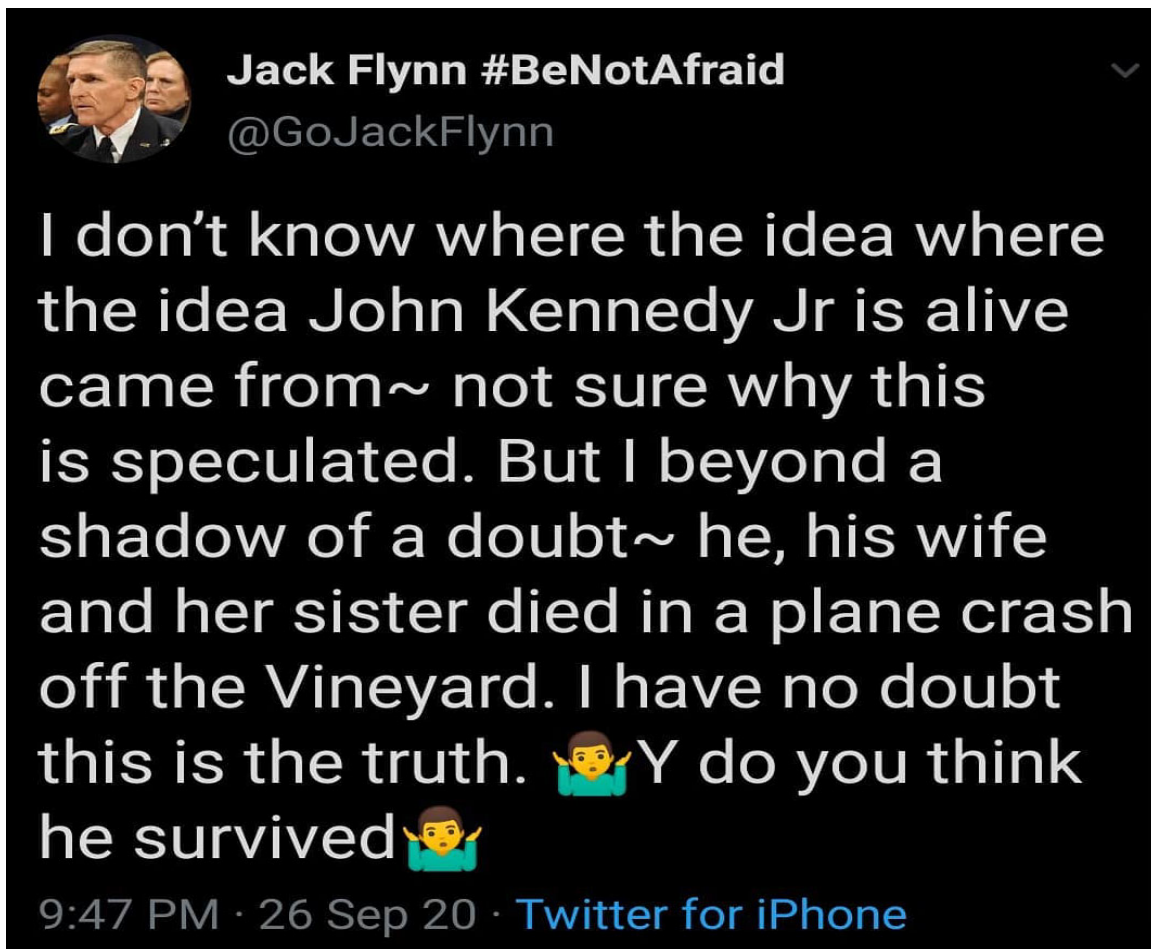 Jack Flynn #BeNotAfraid
@GoJackFlynn
I don’t know where the idea where
the idea John Kennedy Jr is alive
came from~ not sure why this
is speculated. But I beyond a
shadow of a doubt~ he, his wife
and her sister died in a plane crash
off the Vineyard. I have no doubt
this is the truth. 🤷‍♂️Y do you think
he survived🤷‍♂️
9:47 PM · 26 Sep 20 · Twitter for iPhone